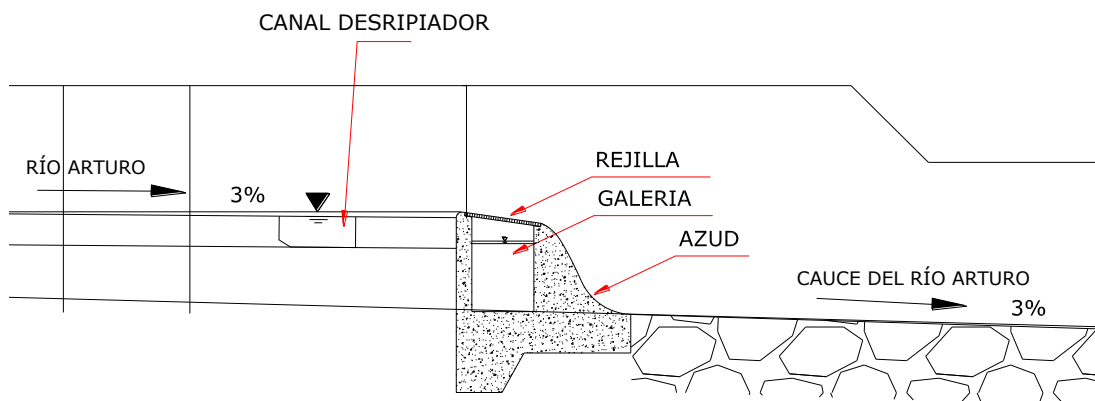 CANAL DESRIPIADOR
RÍO ARTURO
3%
REJILLA
GALERIA
AZUD
CAUCE DEL RÍO ARTURO
3%